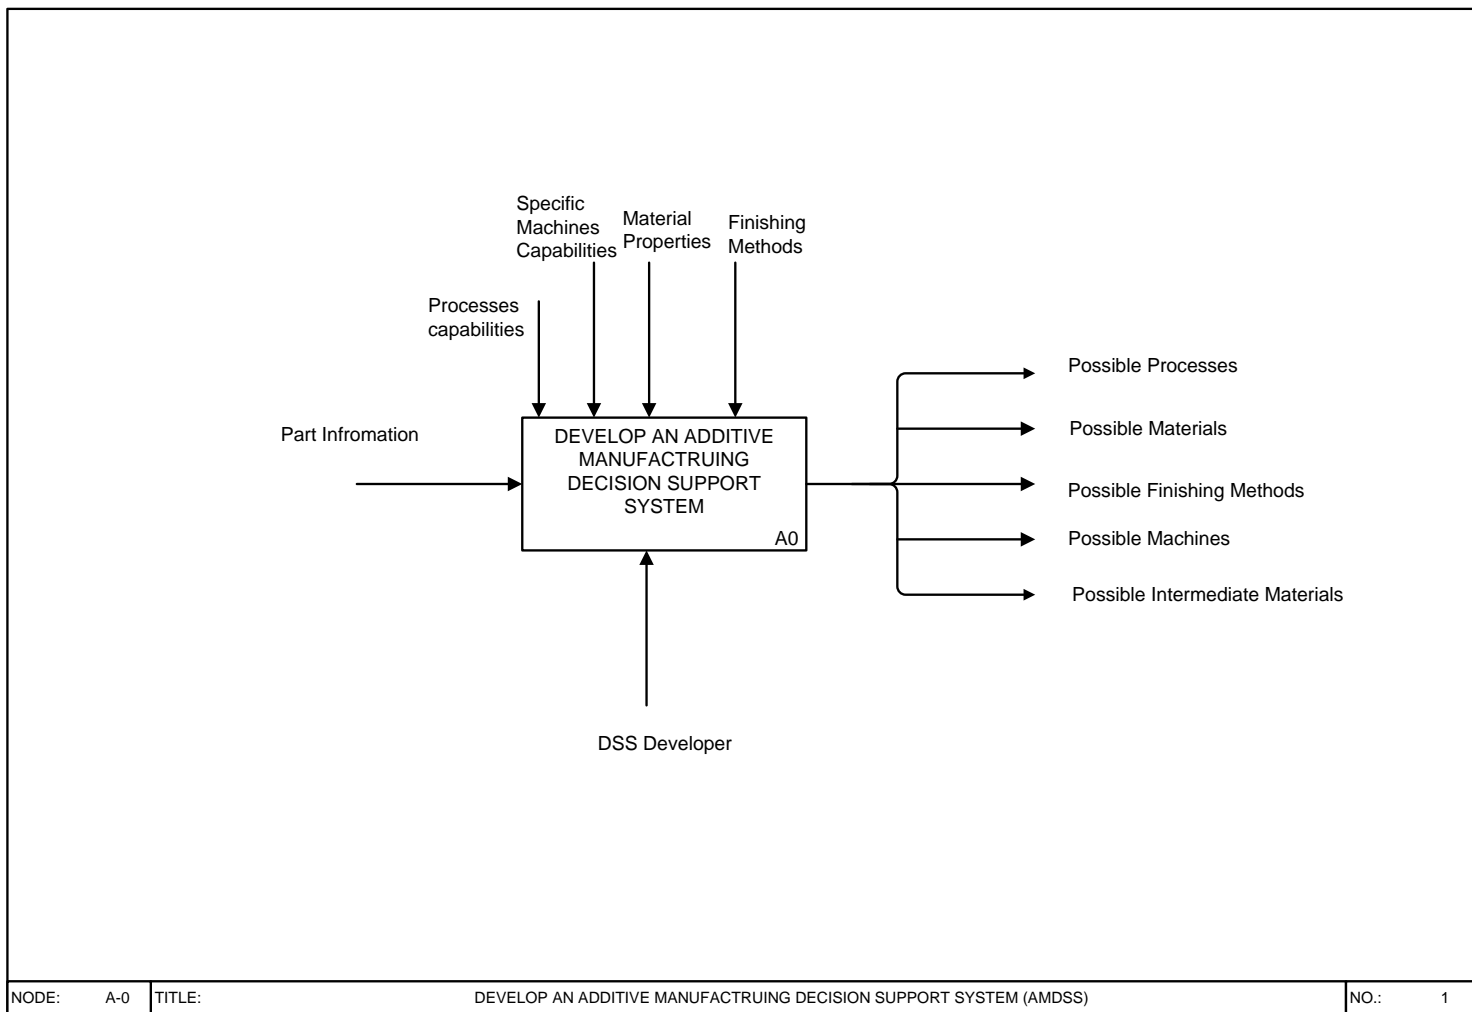 Specific
Machines
Capabilities
Material
Properties
Finishing
Methods
Processes
capabilities
Possible Processes
Part Infromation
DEVELOP AN ADDITIVE
MANUFACTRUING
DECISION SUPPORT
SYSTEM
A0
Possible Materials
Possible Finishing Methods
Possible Machines
Possible Intermediate Materials
DSS Developer
NODE: A-0 TITLE: DEVELOP AN ADDITIVE MANUFACTRUING DECISION SUPPORT SYSTEM (AMDSS) NO.: 1